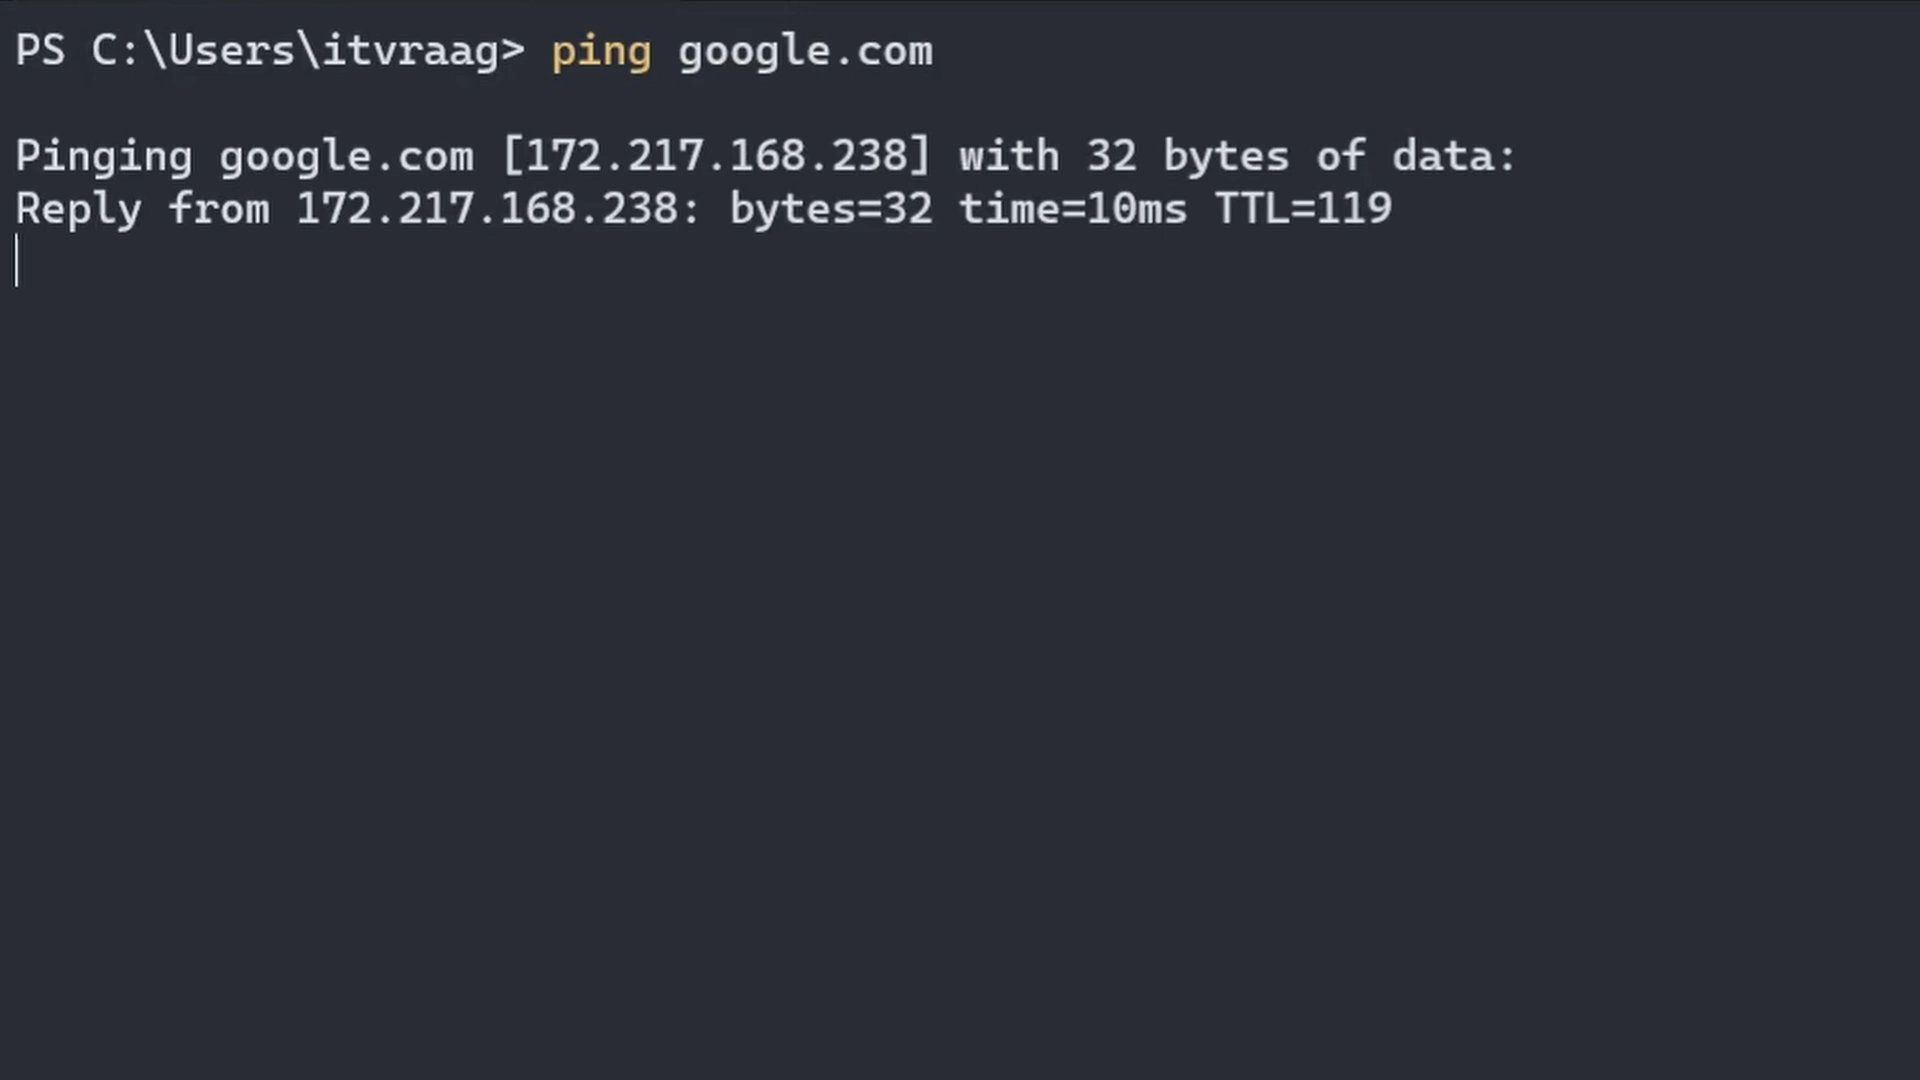 PS C:\Users\itvraag> ping google.com
Pinging google.com [172.217.168.238] with 32 bytes of data:
Reply from 172.217.168.238: bytes=32 time=10ms TTL=119